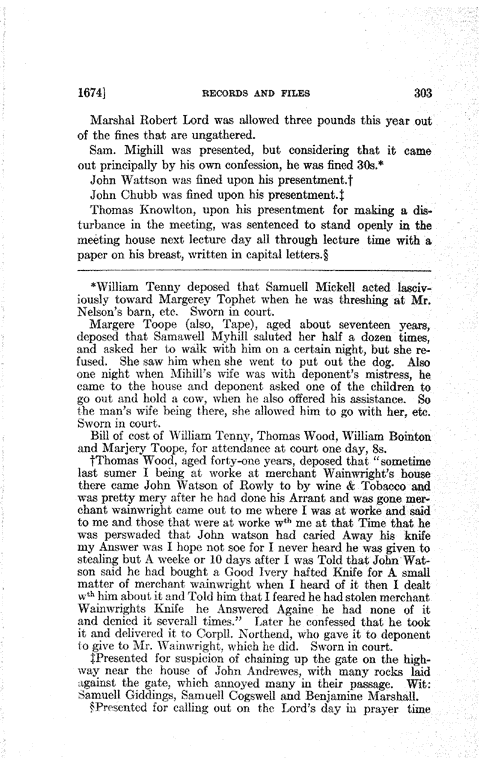 1674] RECORDS AND FILES 303
Marshal Robert Lord was allowed three pounds this year out
of the fines that are ungathered.
Sam. Mighill was presented, but considering that it came
out principally by his own confession, he was fined 30s.*
John Wattson was fined upon his presentment.†
John Chubb was fined upon his presentment.‡
Thomas Knowlton, upon his presentment for making a dis-
turbance in the meeting, was sentenced to stand openly in the
meeting house next lecture day all through lecture time with a
paper on his breast, written in capital letters.§
*William Tenny deposed that Samuell Mickell acted lasciv-
iously toward Margerey Tophet when he was threshing at Mr.
Nelson's barn, etc. Sworn in court.
Margere Toope (also, Tape), aged about seventeen years,
deposed that Samawell Myhill saluted her half a dozen times,
and asked her to walk with him on a certain night, but she re-
fused. She saw him when she went to put out the dog. Also
one night when Mihill's wife was with deponent's mistress, he
came to the house and deponent asked one of the children to
go out and hold a cow, when he also offered his assistance. So
the man's wife being there, she allowed him to go with her, etc.
Sworn in court.
Bill of cost of William Tenny, Thomas Wood, William Bointon
and Marjery Toope, for attendance at court one day, 8s.
†Thomas Wood, aged forty-one years, deposed that "sometime
last sumer I being at worke at merchant Wainwright's house
there came John Watson of Rowly to by wine & Tobacco and
was pretty mery after he had done his Arrant and was gone mer-
chant wainwright came out to me where I was at worke and said
to me and those that were at worke wth me at that Time that he
was perswaded that John watson had caried Away his knife
my Answer was I hope not soe for I never heard he was given to
stealing but A weeke or 10 days after I was Told that John Wat-
son said he had bought a Good Ivery hafted Knife for A small
matter of merchant wainwright when I heard of it then I dealt
wth him about it and Told him that I feared he had stolen merchant
Wainwrights Knife he Answered Againe he had none of it
and denied it severall times." Later he confessed that he took
it and delivered it to Corpll. Northend, who gave it to deponent
to give to Mr. Wainwright, which he did. Sworn in court.
‡Presented for suspicion of chaining up the gate on the high-
way near the house of John Andrewes, with many rocks laid
against the gate, which annoyed many in their passage. Wit:
Samuell Giddings, Samuell Cogswell and Benjamine Marshall.
§Presented for calling out on the Lord's day in prayer time